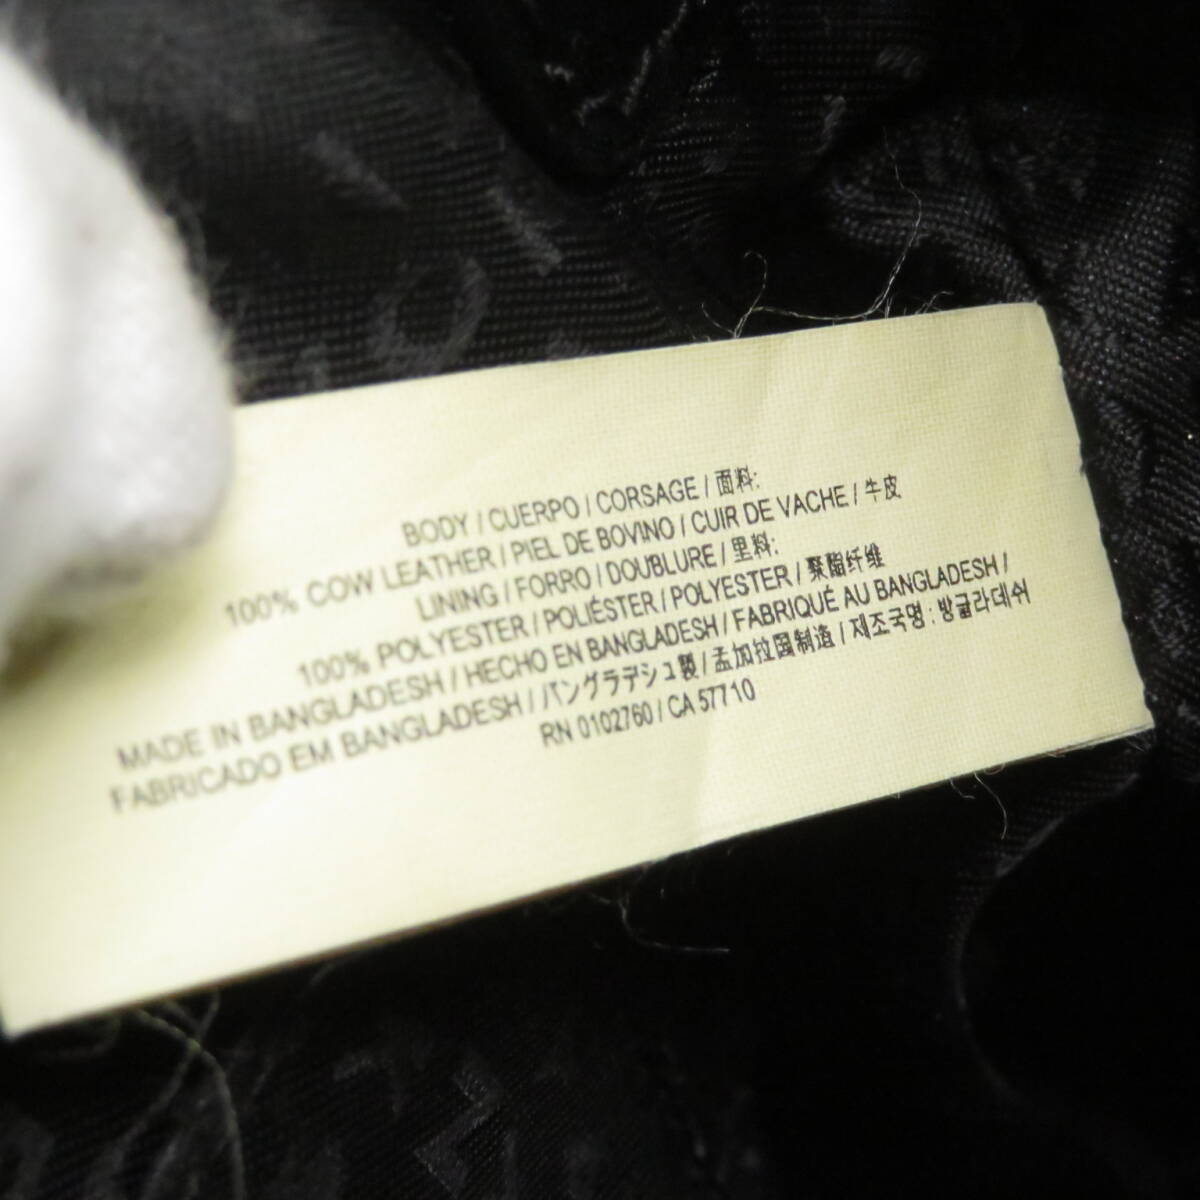 BODY / CUERPO / CORSAGE / 面料:
100% COW LEATHER / PIEL DE BOVINO / CUIR DE VACHE / 牛皮
LINING / FORRO / DOUBLURE / 里料:
100% POLYESTER / POLIÉSTER / POLYESTER / 聚酯纤维
MADE IN BANGLADESH / HECHO EN BANGLADESH / FABRIQUÉ AU BANGLADESH /
FABRICADO EM BANGLADESH / バングラデシュ製 / 孟加拉国制造 / 제조국명 : 방글라데쉬
RN 0102760 / CA 57710